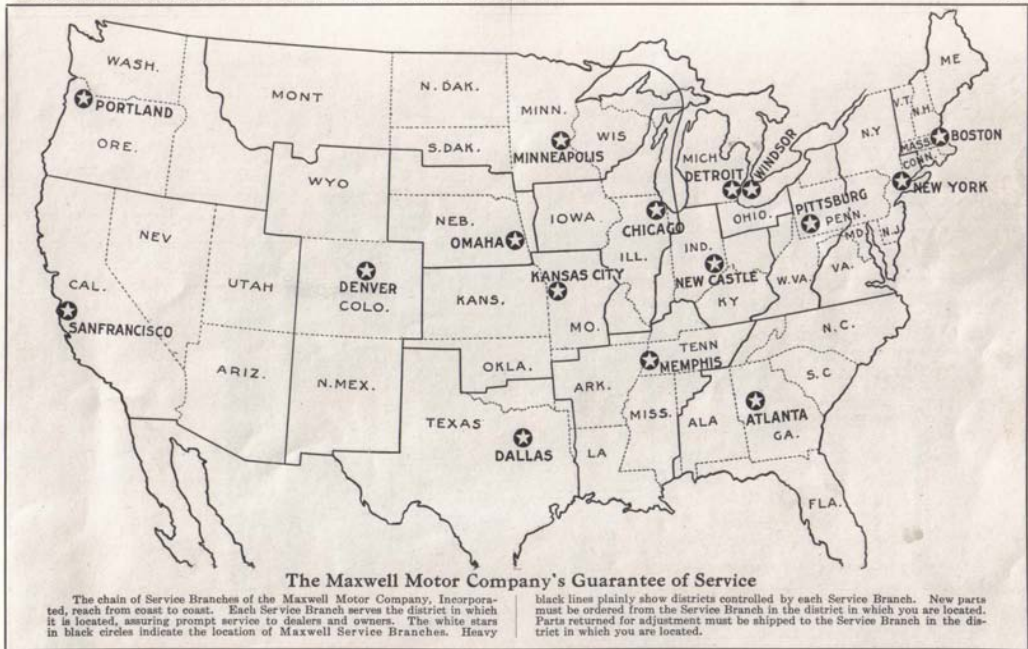 WASH.
PORTLAND
ORE.
MONT
N. DAK.
S.DAK.
MINN.
MINNEAPOLIS
WIS
MICH
DETROIT
WINDSOR
ME
V.T.
N.H.
MASS
CONN.
BOSTON
N.Y
NEW YORK
WYO
NEV
CAL.
SANFRANCISCO
UTAH
DENVER
COLO.
NEB.
OMAHA
IOWA
CHICAGO
ILL.
IND.
NEW CASTLE
OHIO.
PITTSBURG
PENN.
MD.
N.J.
W.VA.
VA.
KY
KANSAS CITY
KANS.
MO.
ARIZ.
N.MEX.
OKLA.
TEXAS
DALLAS
ARK.
LA
MISS.
MEMPHIS
TENN
ALA
ATLANTA
GA.
N.C.
S.C
FLA.
The Maxwell Motor Company's Guarantee of Service
The chain of Service Branches of the Maxwell Motor Company, Incorpora-
ted, reach from coast to coast. Each Service Branch serves the district in which
it is located, assuring prompt service to dealers and owners. The white stars
in black circles indicate the location of Maxwell Service Branches. Heavy
black lines plainly show districts controlled by each Service Branch. New parts
must be ordered from the Service Branch in the district in which you are located.
Parts returned for adjustment must be shipped to the Service Branch in the dis-
trict in which you are located.